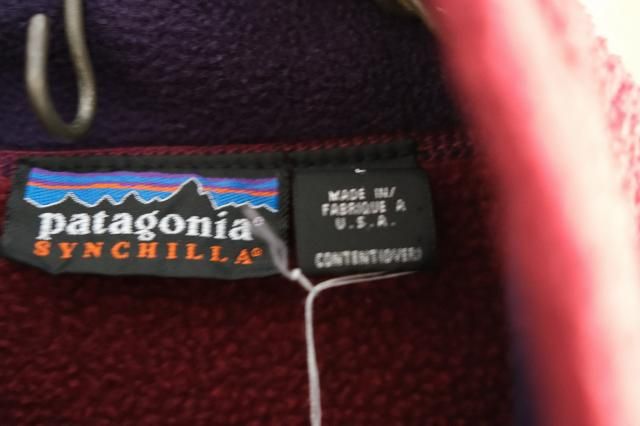 patagonia®
SYNCHILLA®
MADE IN/
FABRIQUE A
U.S.A.
CONTENT(OVER)